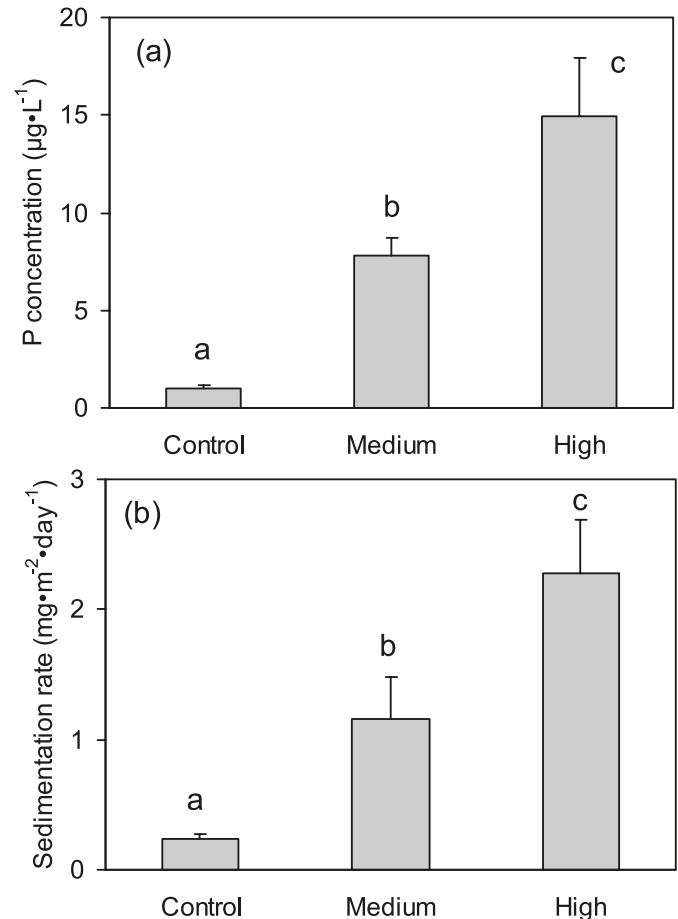 (a)
P concentration (µg•L⁻¹)
20
15
10
5
0
a
b
c
Control Medium High
(b)
Sedimentation rate (mg•m⁻²•day⁻¹)
3
2
1
0
a
b
c
Control Medium High